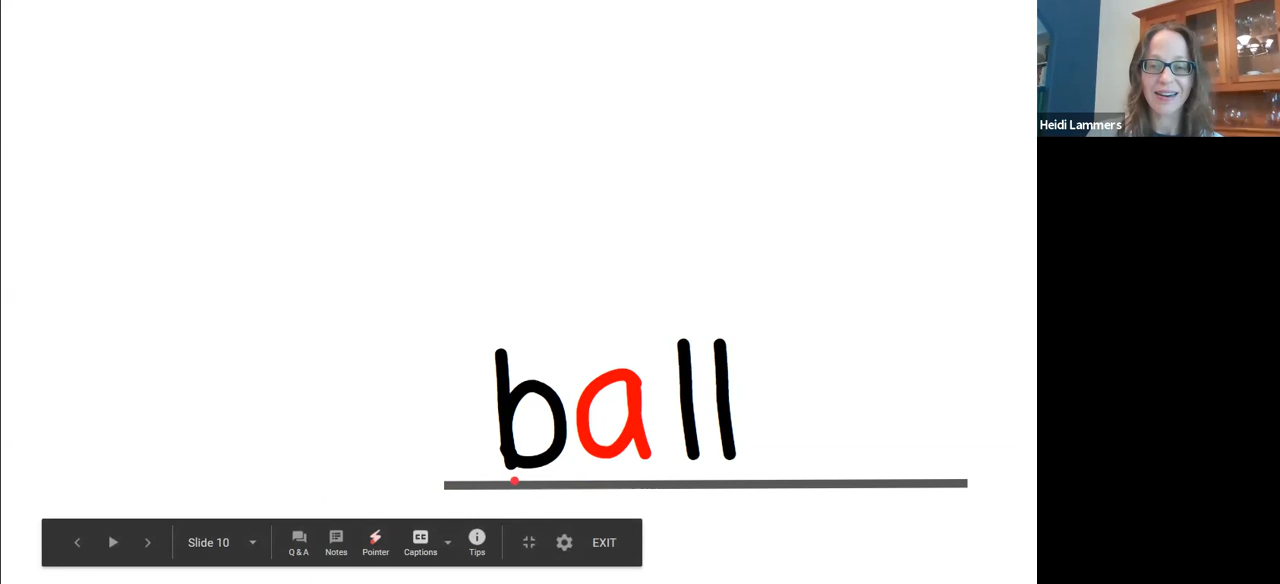 Heidi Lammers
ball
Slide 10
Q & A
Notes
Pointer
Captions
Tips
EXIT